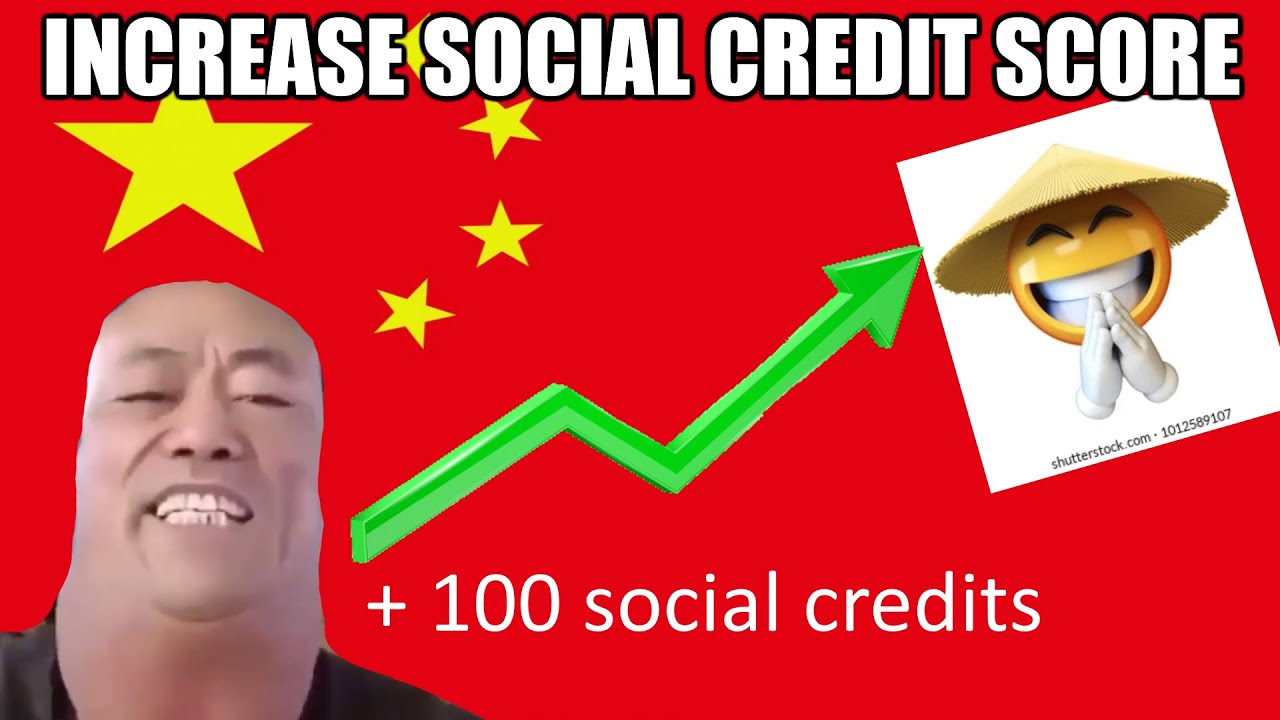 INCREASE SOCIAL CREDIT SCORE
shutterstock.com · 1012589107
+ 100 social credits